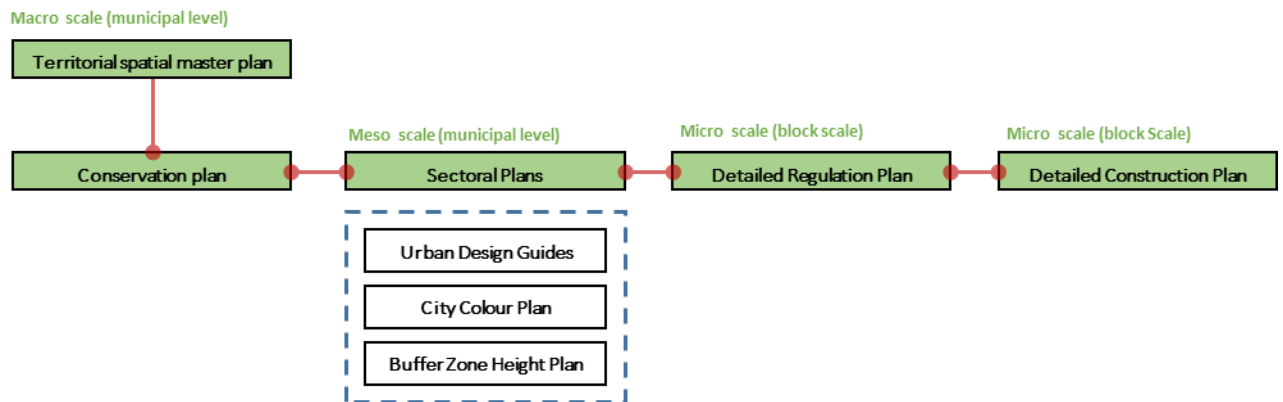 Macro scale (municipal level)
Territorial spatial master plan
Meso scale (municipal level)
Micro scale (block scale)
Micro scale (block Scale)
Conservation plan
Sectoral Plans
Detailed Regulation Plan
Detailed Construction Plan
Urban Design Guides
City Colour Plan
Buffer Zone Height Plan